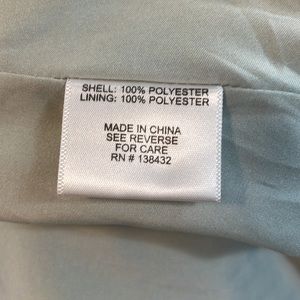 SHELL: 100% POLYESTER
LINING: 100% POLYESTER
MADE IN CHINA
SEE REVERSE
FOR CARE
RN # 138432